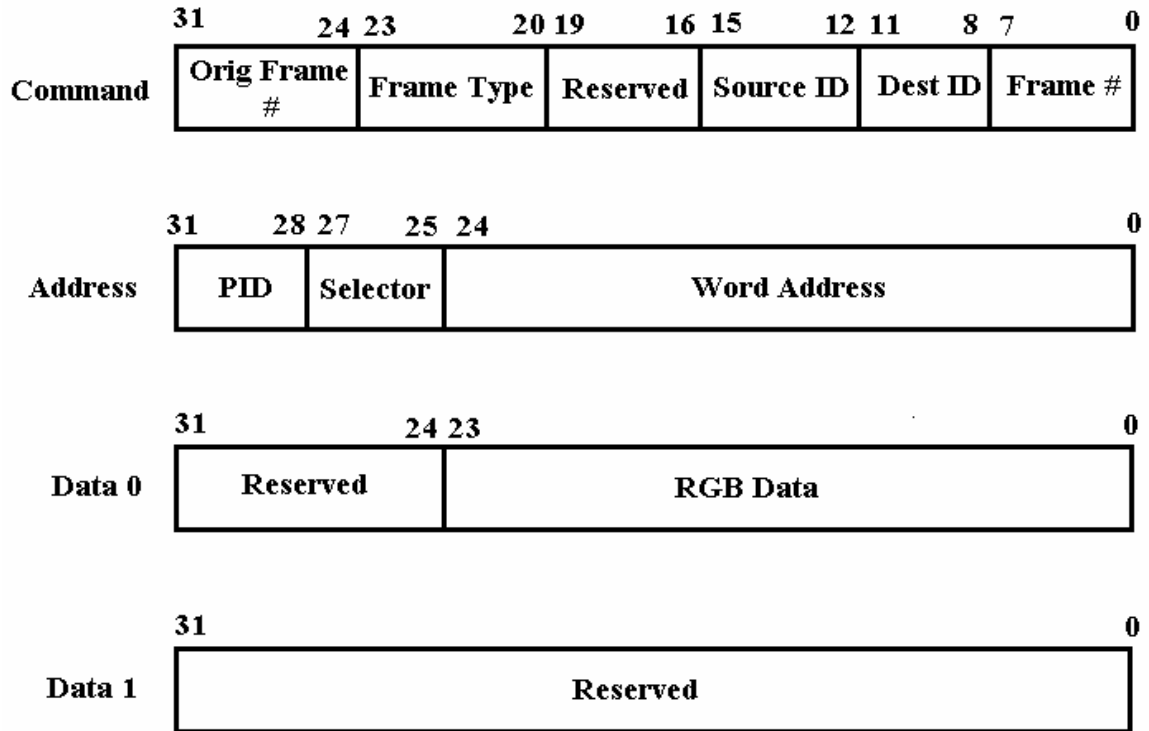 31 24 23 20 19 16 15 12 11 8 7 0
Command Orig Frame # Frame Type Reserved Source ID Dest ID Frame #
31 28 27 25 24 0
Address PID Selector Word Address
31 24 23 0
Data 0 Reserved RGB Data
31 0
Data 1 Reserved